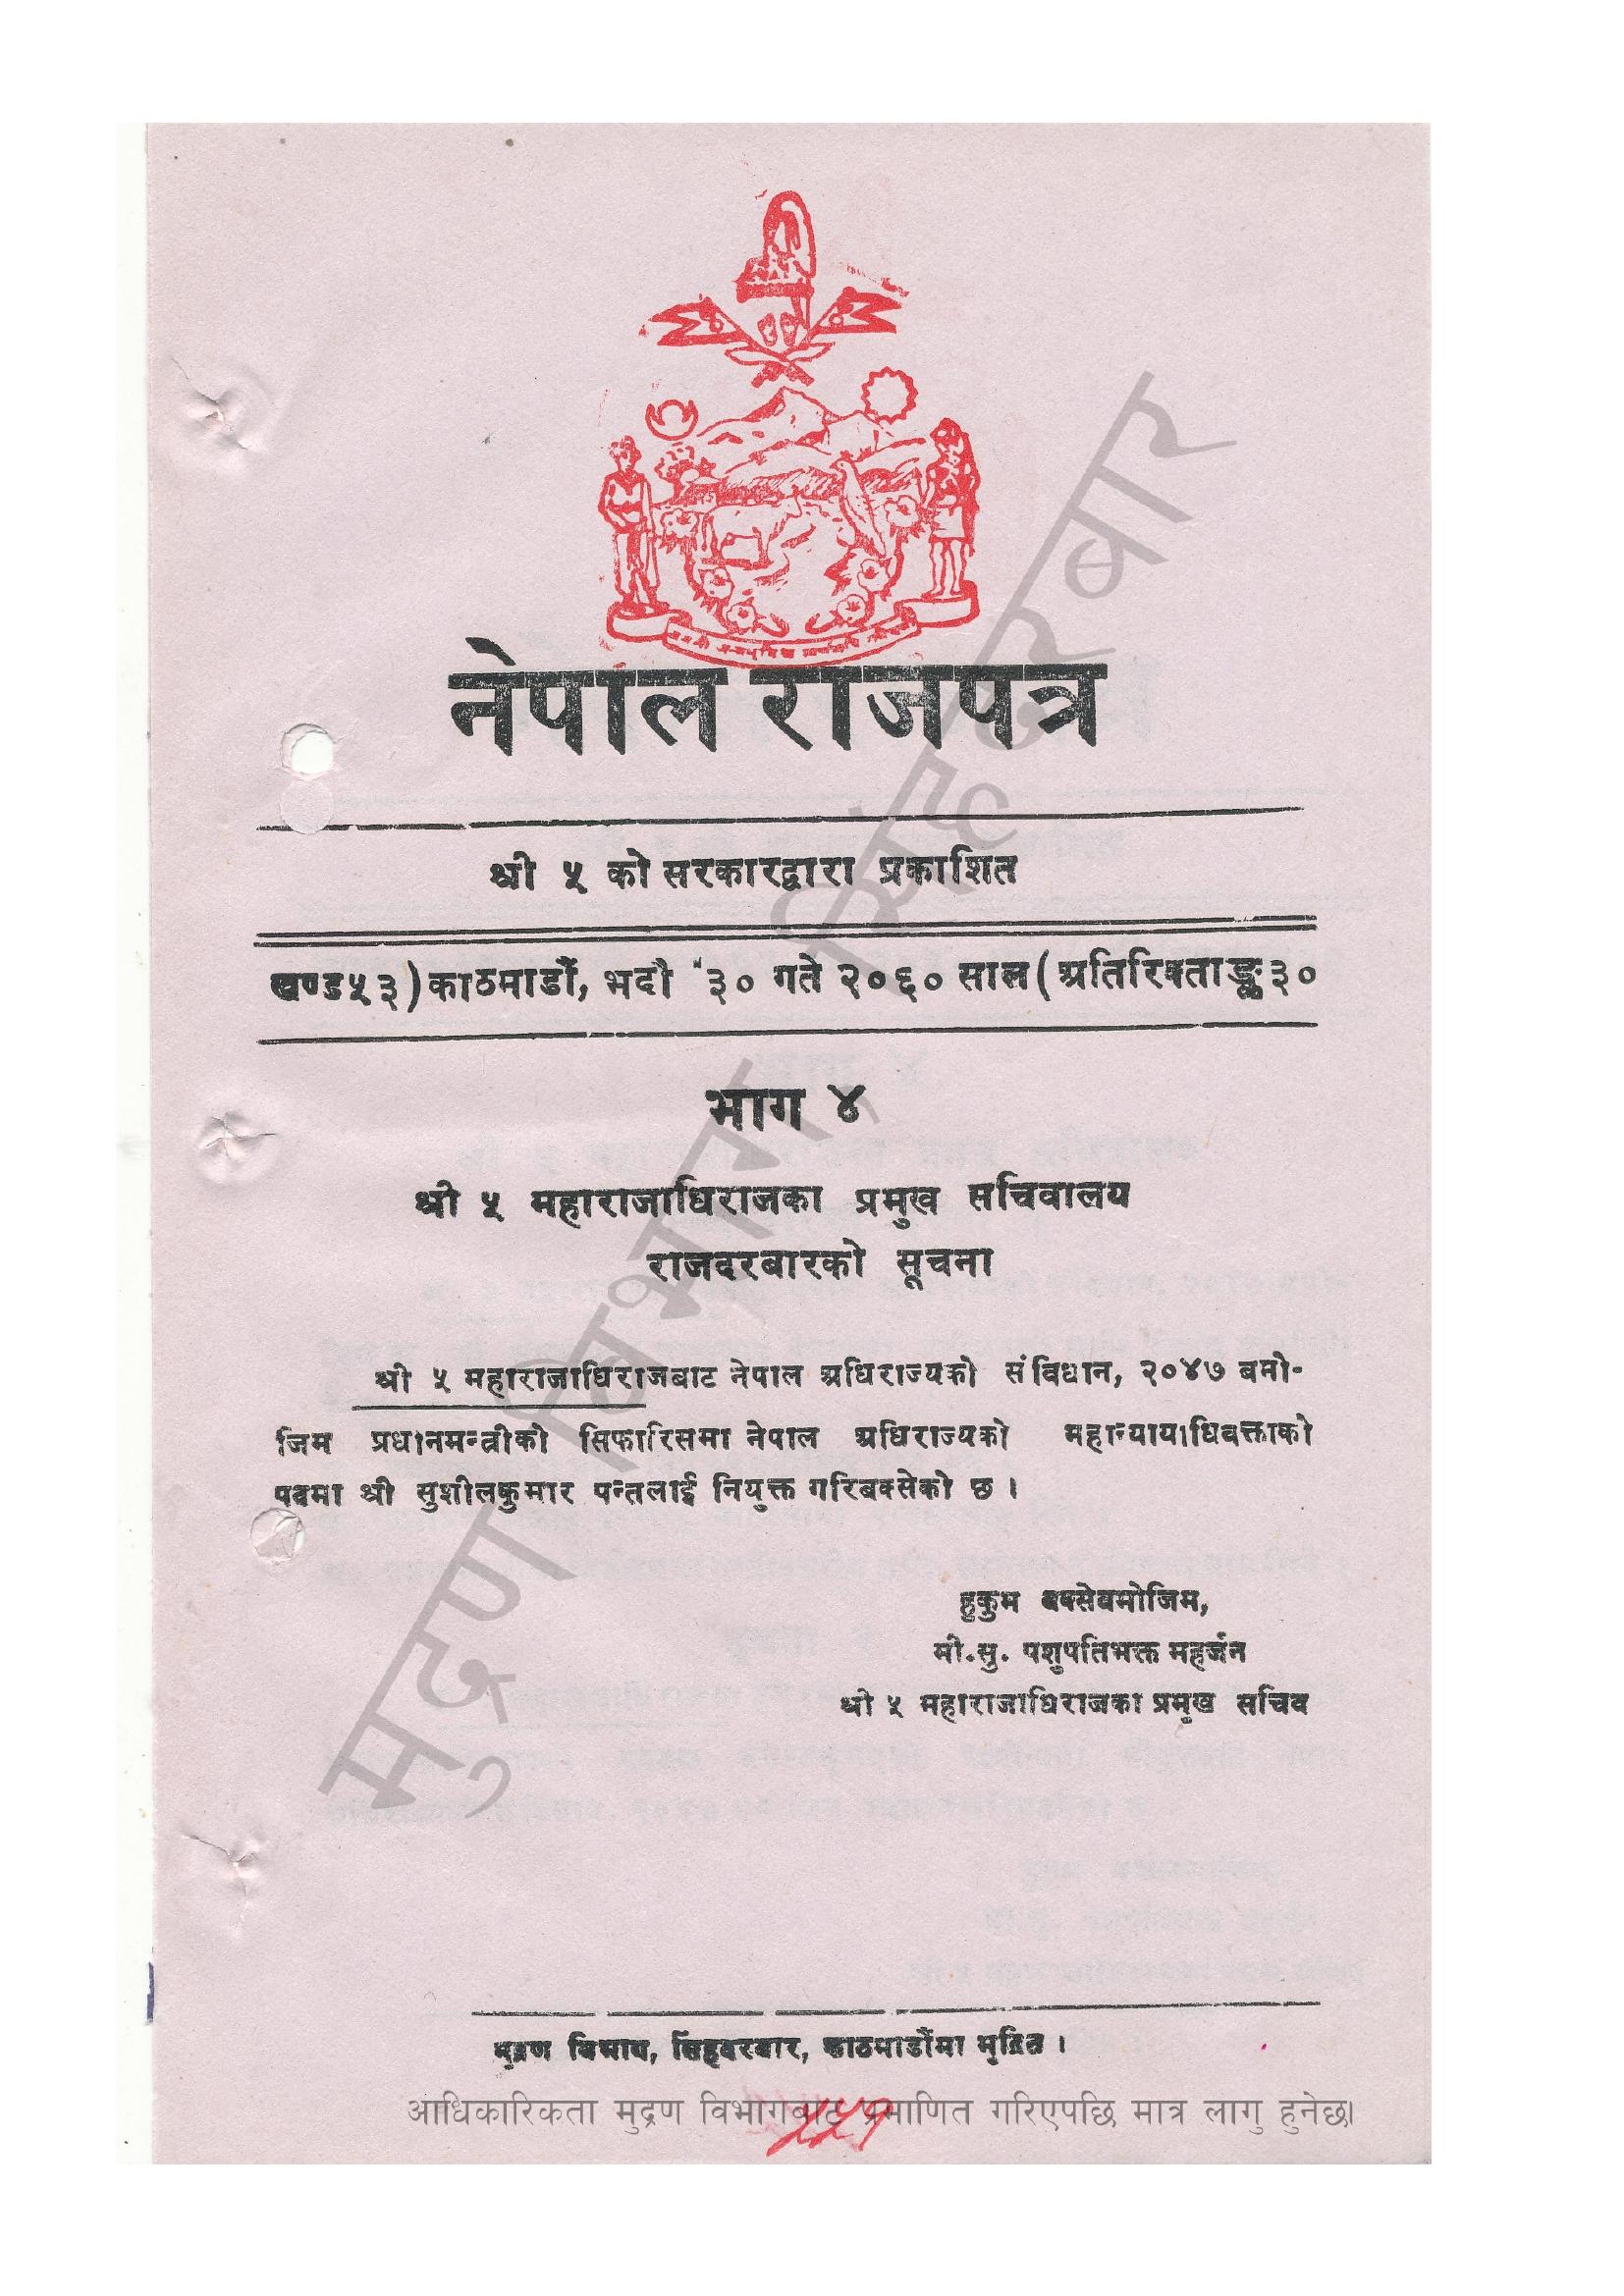 नेपाल राजपत्र
श्री ५ को सरकारद्वारा प्रकाशित
खण्ड५३) काठमाडौं, भदौ ३० गते २०६० साल (अतिरिक्ताङ्क३०
भाग ४
श्री ५ महाराजाधिराजका प्रमुख सचिवालय
राजदरबारको सूचना
श्री ५ महाराजाधिराजबाट नेपाल अधिराज्यको संविधान, २०४७ बमो-
जिम प्रधानमन्त्रीको सिफारिसमा नेपाल अधिराज्यको महान्यायाधिवक्ताको
पदमा श्री सुशीलकुमार पन्तलाई नियुक्त गरिबक्सेको छ ।
हुकुम बक्सेबमोजिम,
मी.सु. पशुपतिभक्त महर्जन
श्री ५ महाराजाधिराजका प्रमुख सचिव
मुद्रण विभाग, सिंहदरबार, काठमाडौंमा मुद्रित ।
आधिकारिकता मुद्रण विभागबाट प्रमाणित गरिएपछि मात्र लागु हुनेछ।
मुद्रण विभाग, सिंहदरबार